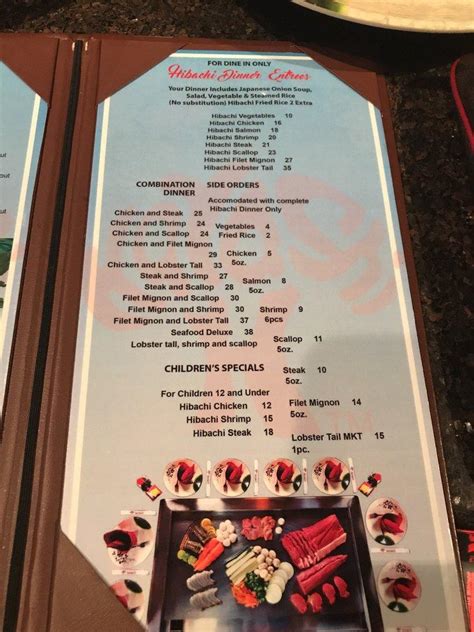 FOR DINE IN ONLY
Hibachi Dinner Entrees
Your Dinner Includes Japanese Onion Soup,
Salad, Vegetable & Steamed Rice
(No substitution) Hibachi Fried Rice 2 Extra
Hibachi Vegetables 10
Hibachi Chicken 16
Hibachi Salmon 18
Hibachi Shrimp 20
Hibachi Steak 21
Hibachi Scallop 23
Hibachi Filet Mignon 27
Hibachi Lobster Tail 35
COMBINATION DINNER
Chicken and Steak 25
Chicken and Shrimp 24
Chicken and Scallop 24
Chicken and Filet Mignon
29
Chicken and Lobster Tall 33
Steak and Shrimp 27
Steak and Scallop 28
Filet Mignon and Scallop 30
Filet Mignon and Shrimp 30
Filet Mignon and Lobster Tall 37
Seafood Deluxe 38
Lobster tall, shrimp and scallop
SIDE ORDERS
Accomodated with complete
Hibachi Dinner Only
Vegetables 4
Fried Rice 2
Chicken 5
5oz.
Salmon 8
5oz.
Shrimp 9
6pcs
Scallop 11
5oz.
Steak 10
5oz.
Filet Mignon 14
5oz.
Lobster Tail MKT 15
1pc.
CHILDREN'S SPECIALS
For Children 12 and Under
Hibachi Chicken 12
Hibachi Shrimp 15
Hibachi Steak 18